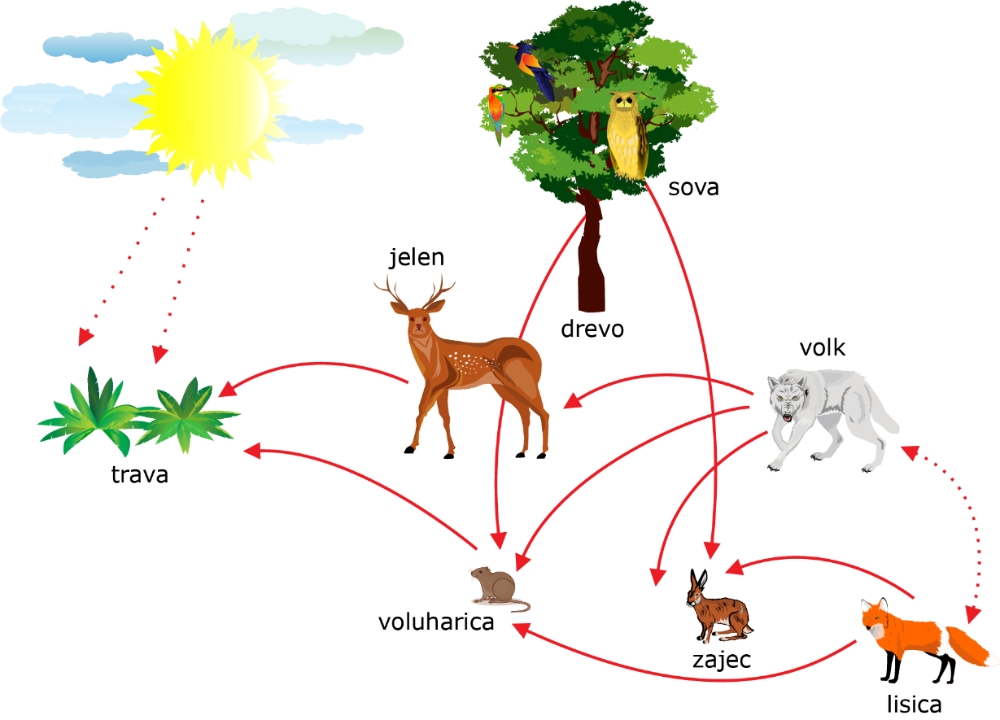 sova
jelen
drevo
volk
trava
voluharica
zajec
lisica